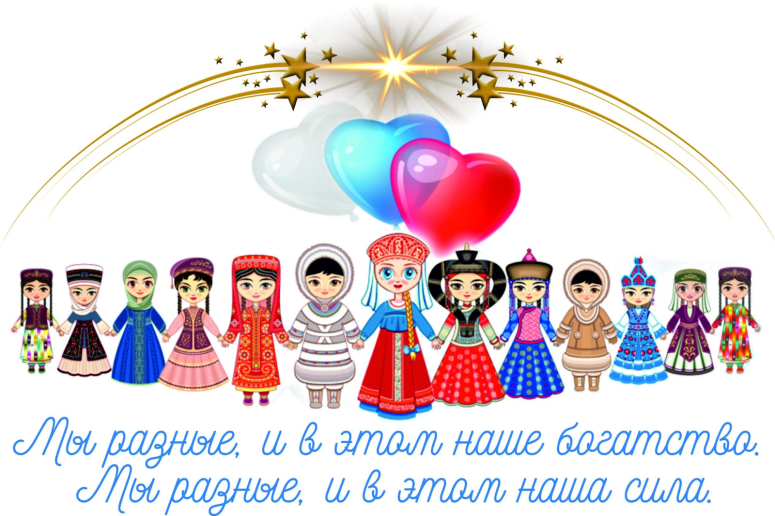 Мы разные, и в этом наше богатство.
Мы разные, и в этом наша сила.